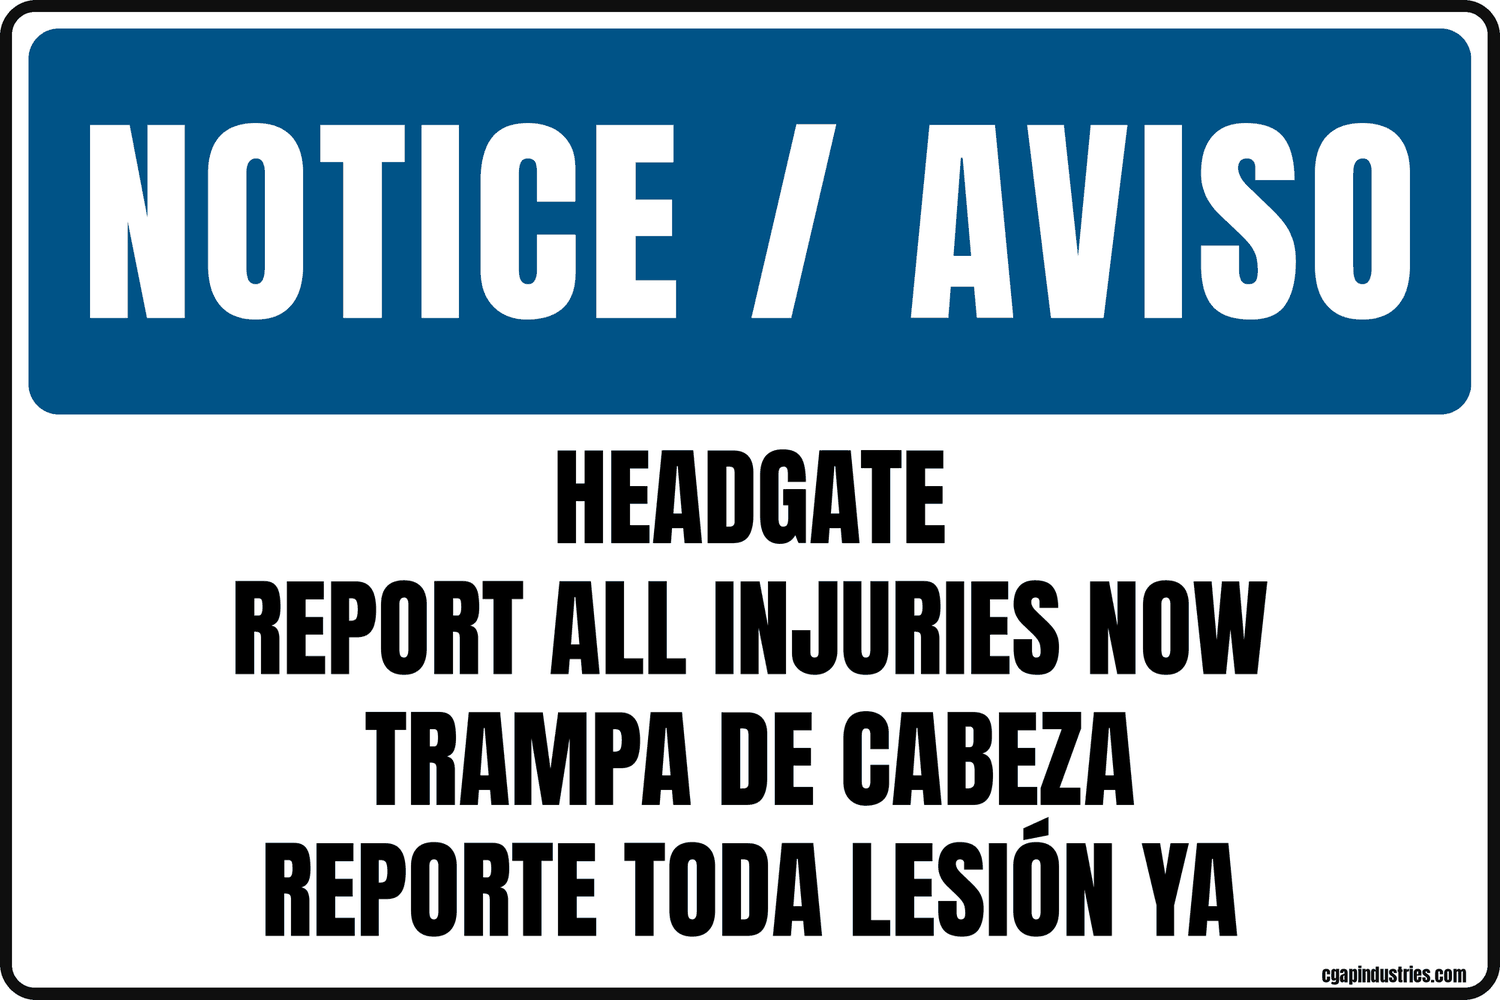 NOTICE / AVISO
HEADGATE
REPORT ALL INJURIES NOW
TRAMPA DE CABEZA
REPORTE TODA LESIÓN YA
cgapindustries.com